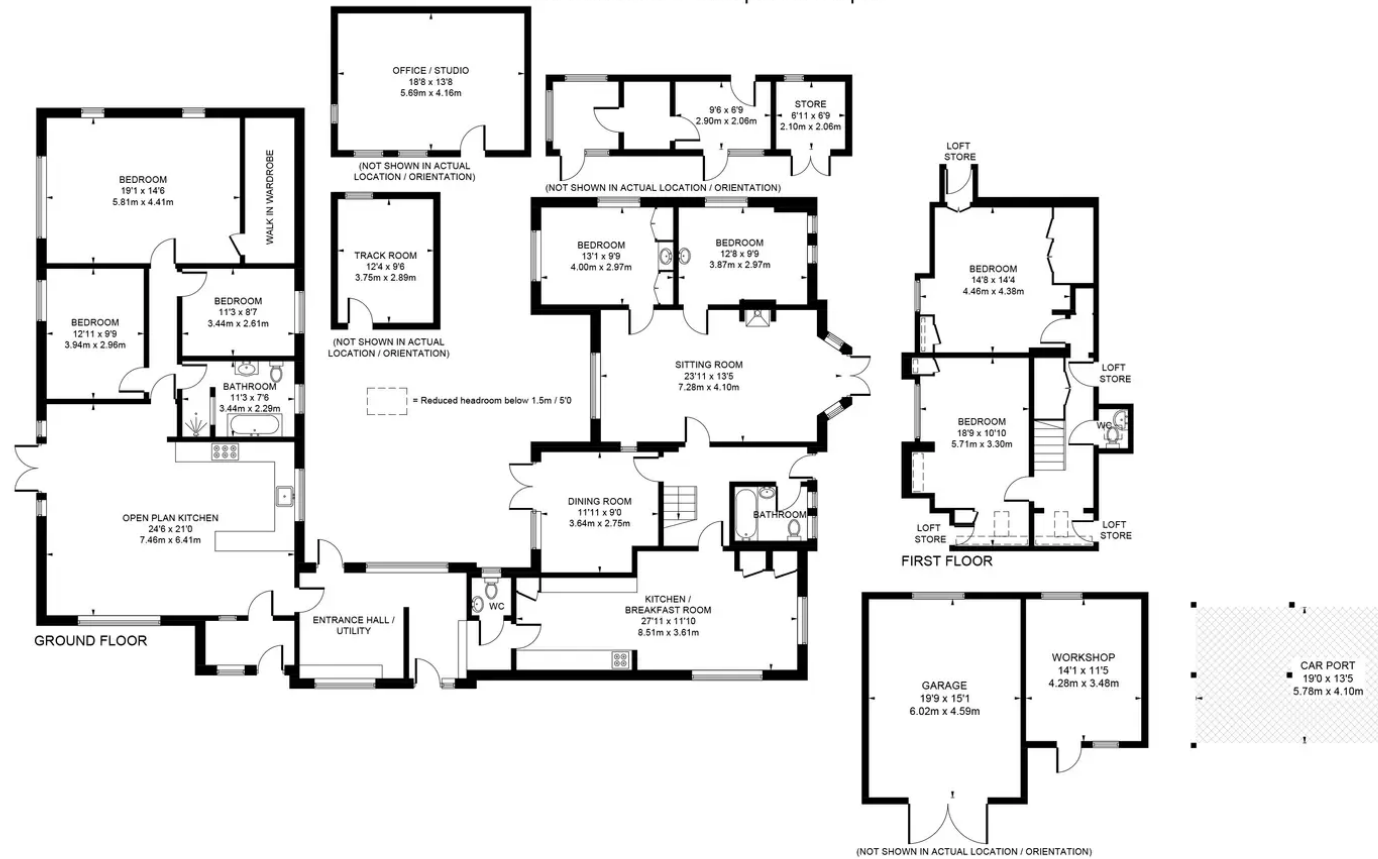 OFFICE / STUDIO
18'8 x 13'8
5.69m x 4.16m
(NOT SHOWN IN ACTUAL
LOCATION / ORIENTATION)
9'6 x 6'9
2.90m x 2.06m
STORE
6'11 x 6'9
2.10m x 2.06m
(NOT SHOWN IN ACTUAL LOCATION / ORIENTATION)
BEDROOM
19'1 x 14'6
5.81m x 4.41m
WALK IN WARDROBE
TRACK ROOM
12'4 x 9'6
3.75m x 2.89m
(NOT SHOWN IN ACTUAL
LOCATION / ORIENTATION)
BEDROOM
13'1 x 9'9
4.00m x 2.97m
BEDROOM
12'8 x 9'9
3.87m x 2.97m
BEDROOM
12'11 x 9'9
3.94m x 2.96m
BEDROOM
11'3 x 8'7
3.44m x 2.61m
BATHROOM
11'3 x 7'6
3.44m x 2.29m
= Reduced headroom below 1.5m / 5'0
SITTING ROOM
23'11 x 13'5
7.28m x 4.10m
OPEN PLAN KITCHEN
24'6 x 21'0
7.46m x 6.41m
DINING ROOM
11'11 x 9'0
3.64m x 2.75m
BATHROOM
ENTRANCE HALL /
UTILITY
WC
KITCHEN /
BREAKFAST ROOM
27'11 x 11'10
8.51m x 3.61m
GROUND FLOOR
LOFT
STORE
BEDROOM
14'8 x 14'4
4.46m x 4.38m
LOFT
STORE
BEDROOM
18'9 x 10'10
5.71m x 3.30m
WC
LOFT
STORE
LOFT
STORE
FIRST FLOOR
GARAGE
19'9 x 15'1
6.02m x 4.59m
WORKSHOP
14'1 x 11'5
4.28m x 3.48m
(NOT SHOWN IN ACTUAL LOCATION / ORIENTATION)
CAR PORT
19'0 x 13'5
5.78m x 4.10m